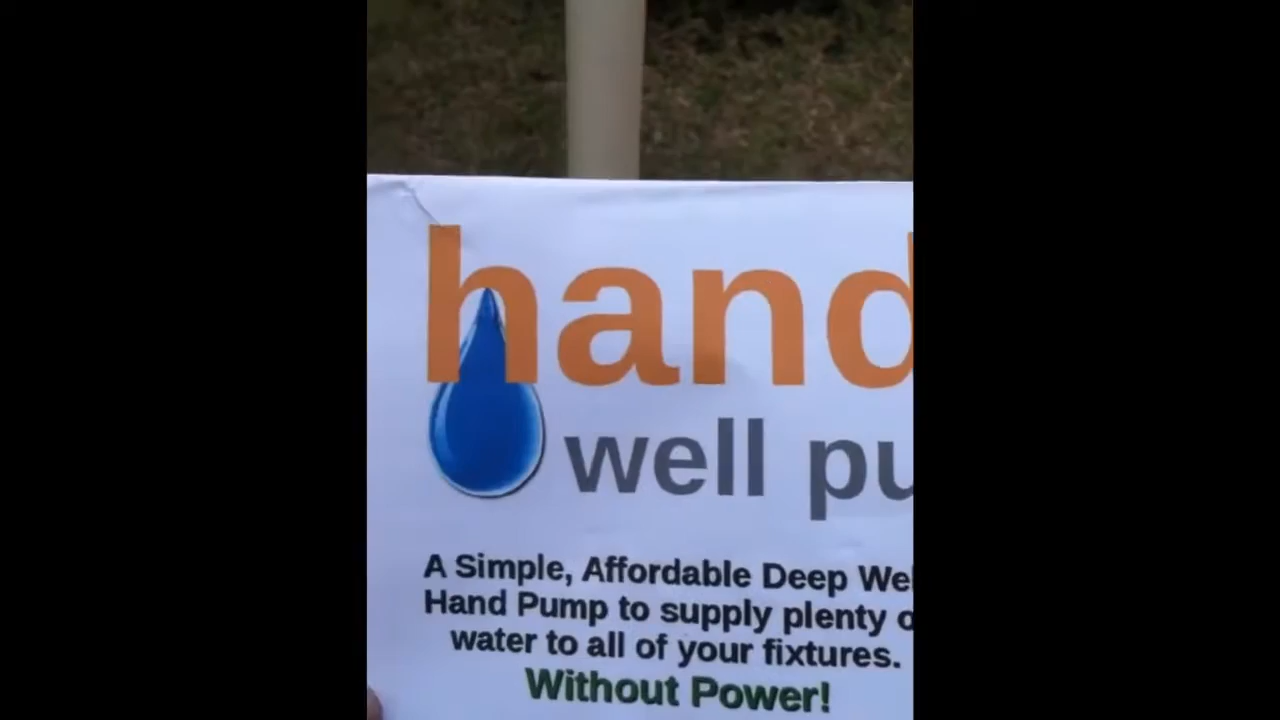 hand
well pu
A Simple, Affordable Deep Wel
Hand Pump to supply plenty o
water to all of your fixtures.
Without Power!